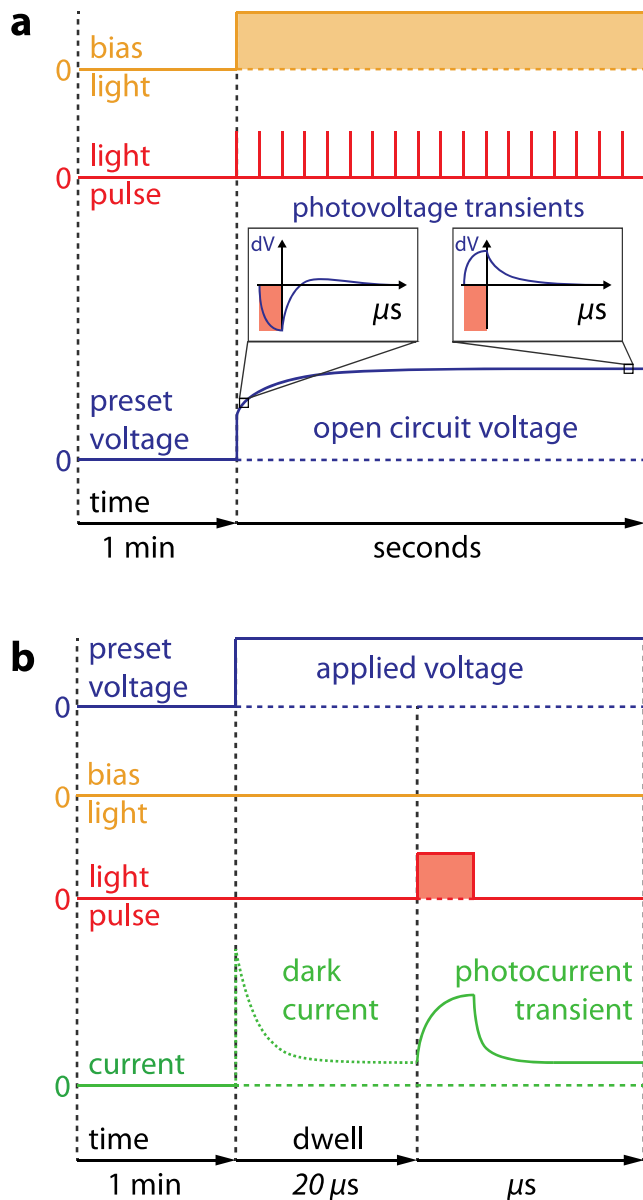 a
bias
0
light
light
0
pulse
photovoltage transients
dV
μs
dV
μs
preset
voltage
open circuit voltage
0
time
1 min
seconds
b
preset
voltage
applied voltage
0
bias
0
light
light
0
pulse
dark
current
photocurrent
transient
current
0
time
dwell
1 min
20 μs
μs